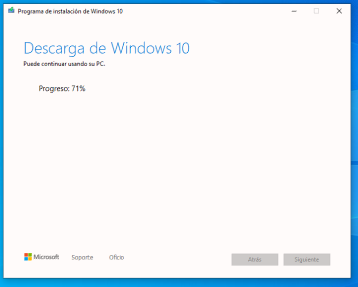 Programa de instalación de Windows 10
Descarga de Windows 10
Puede continuar usando su PC.
Progreso: 71%
Microsoft Soporte Oficio Atrás Siguiente